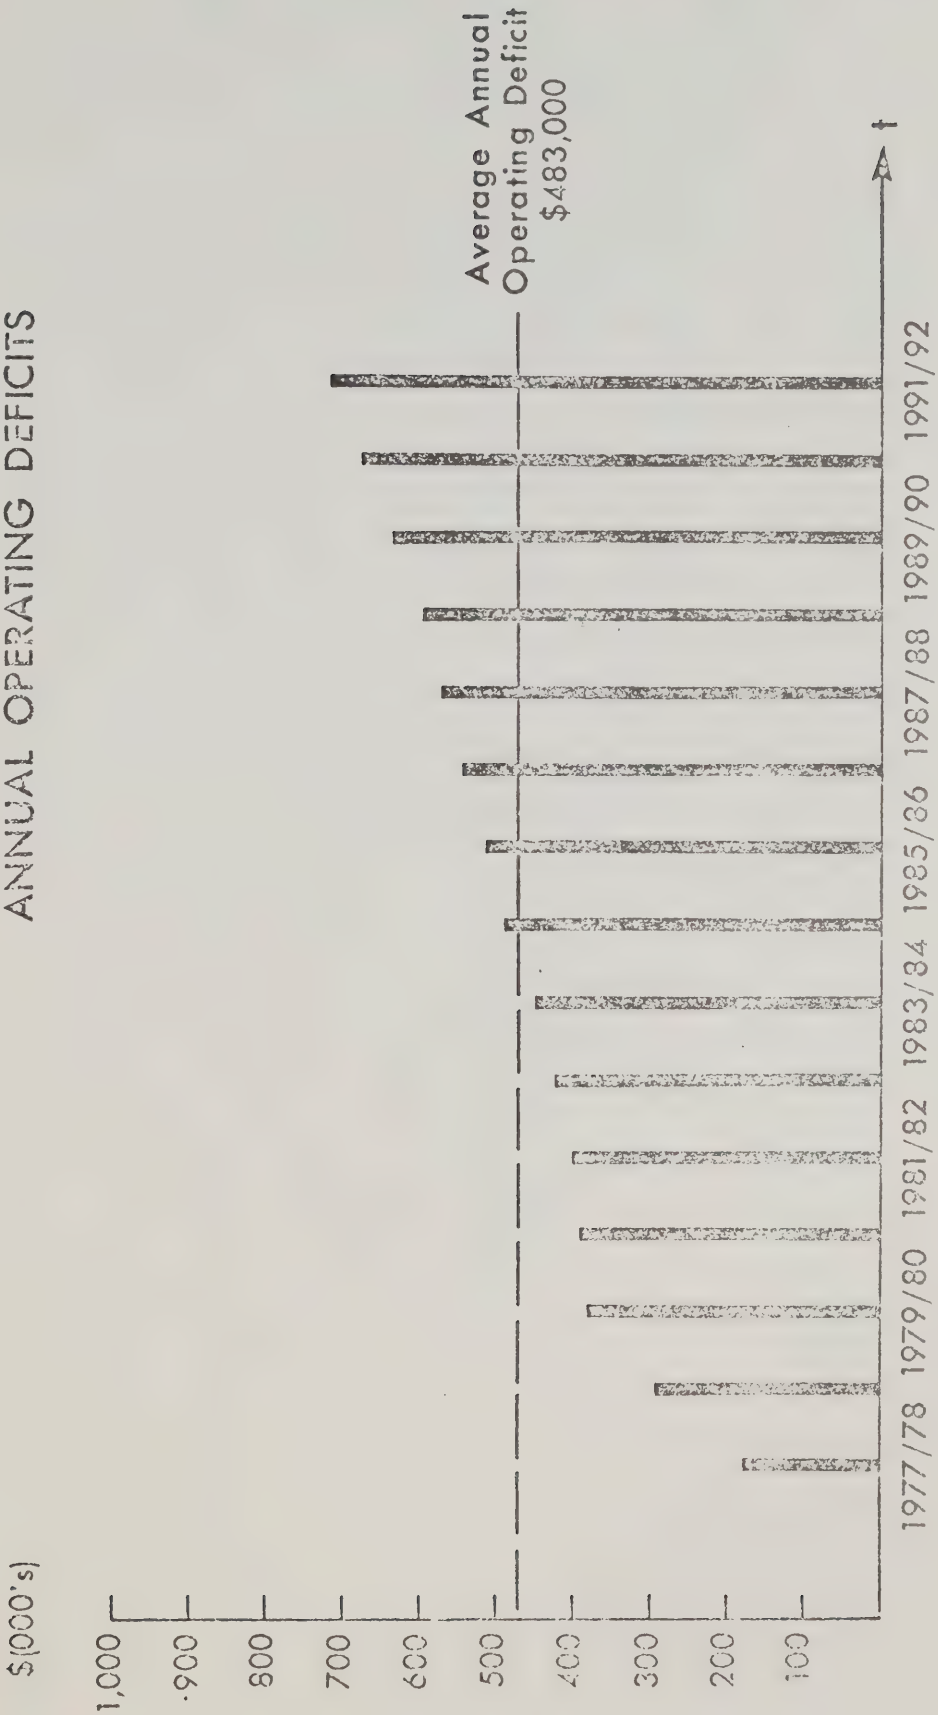 ANNUAL OPERATING DEFICITS
$(000's)
1,000
900
800
700
600
500
400
300
200
100
Average Annual
Operating Deficit
$483,000
t
1977/78 1979/80 1981/82 1983/84 1985/86 1987/88 1989/90 1991/92